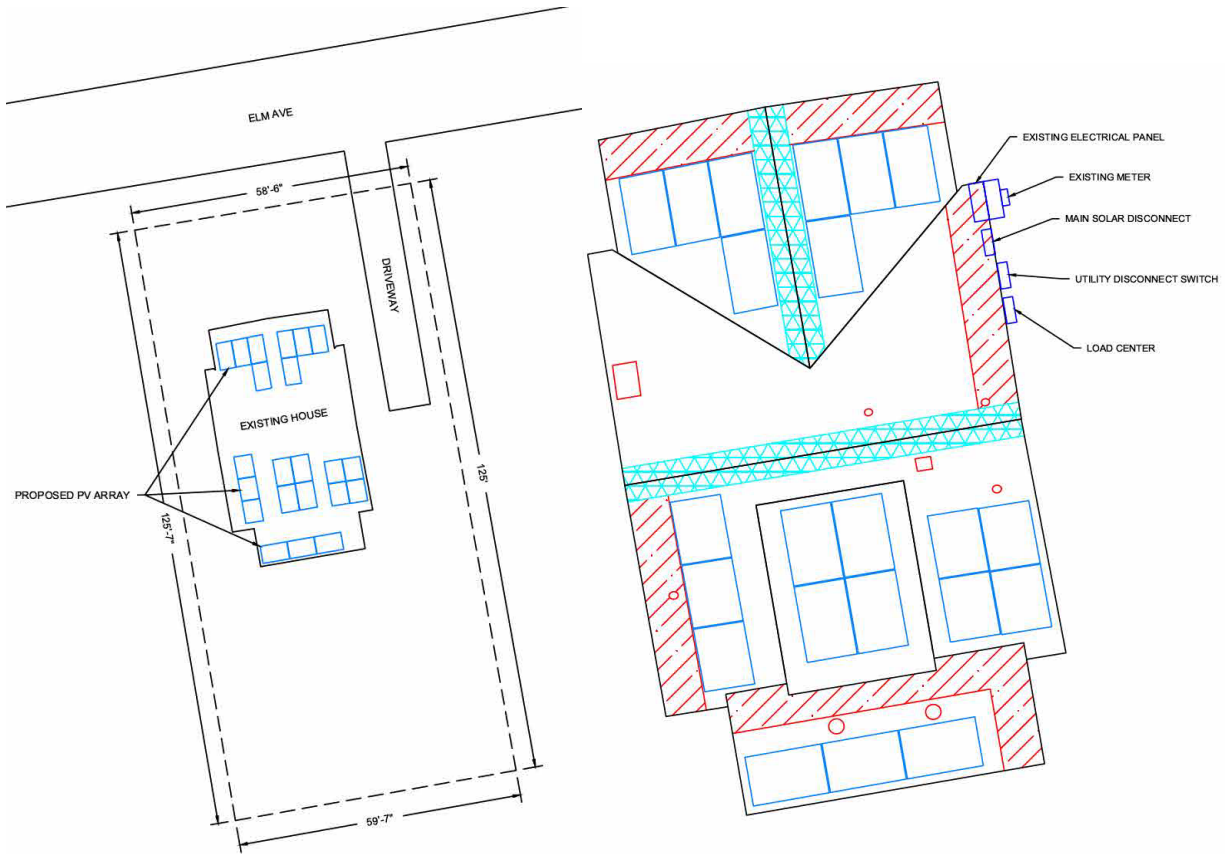 ELM AVE
58'-6"
DRIVEWAY
EXISTING HOUSE
PROPOSED PV ARRAY
125'-7"
125'
59'-7"
EXISTING ELECTRICAL PANEL
EXISTING METER
MAIN SOLAR DISCONNECT
UTILITY DISCONNECT SWITCH
LOAD CENTER